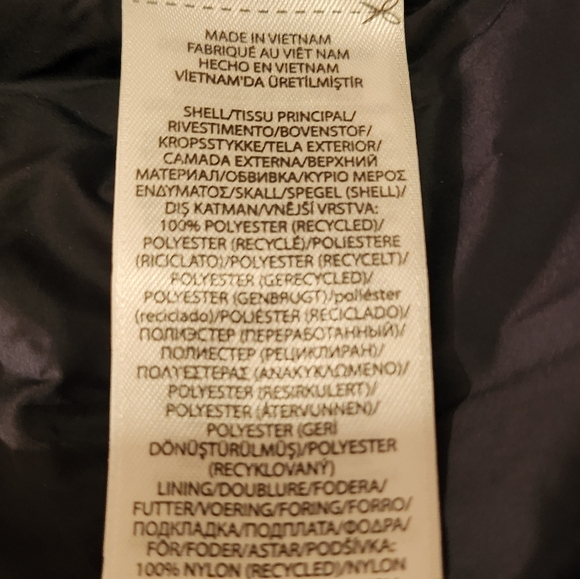 MADE IN VIETNAM
FABRIQUÉ AU VIÊT NAM
HECHO EN VIETNAM
VİETNAM'DA ÜRETİLMİŞTİR
SHELL/TISSU PRINCIPAL/
RIVESTIMENTO/BOVENSTOF/
KROPSSTYKKE/TELA EXTERIOR/
CAMADA EXTERNA/ВЕРХНИЙ
МАТЕРИАЛ/ОБВИВКА/ΚΥΡΙΟ ΜΕΡΟΣ
ΕΝΔΥΜΑΤΟΣ/SKALL/SPEGEL (SHELL)/
DIŞ KATMAN/VNĚJŠÍ VRSTVA:
100% POLYESTER (RECYCLED)/
POLYESTER (RECYCLÉ)/POLIESTERE
(RICICLATO)/POLYESTER (RECYCELT)/
POLYESTER (GERECYCLED)/
POLYESTER (GENBRUGT)/poliéster
(reciclado)/POLIÉSTER (RECICLADO)/
ПОЛИЭСТЕР (ПЕРЕРАБОТАННЫЙ)/
ПОЛИЕСТЕР (РЕЦИКЛИРАН)/
ΠΟΛΥΕΣΤΕΡΑΣ (ΑΝΑΚΥΚΛΩΜΕΝΟ)/
POLYESTER (RESIRKULERT)/
POLYESTER (ÅTERVUNNEN)/
POLYESTER (GERİ
DÖNÜŞTÜRÜLMÜŞ)/POLYESTER
(RECYKLOVANÝ)
LINING/DOUBLURE/FODERA/
FUTTER/VOERING/FORING/FORRO/
ПОДКЛАДКА/ПОДПЛАТА/ΦΟΔΡΑ/
FÔR/FODER/ASTAR/PODŠÍVKA:
100% NYLON (RECYCLED)/NYLON